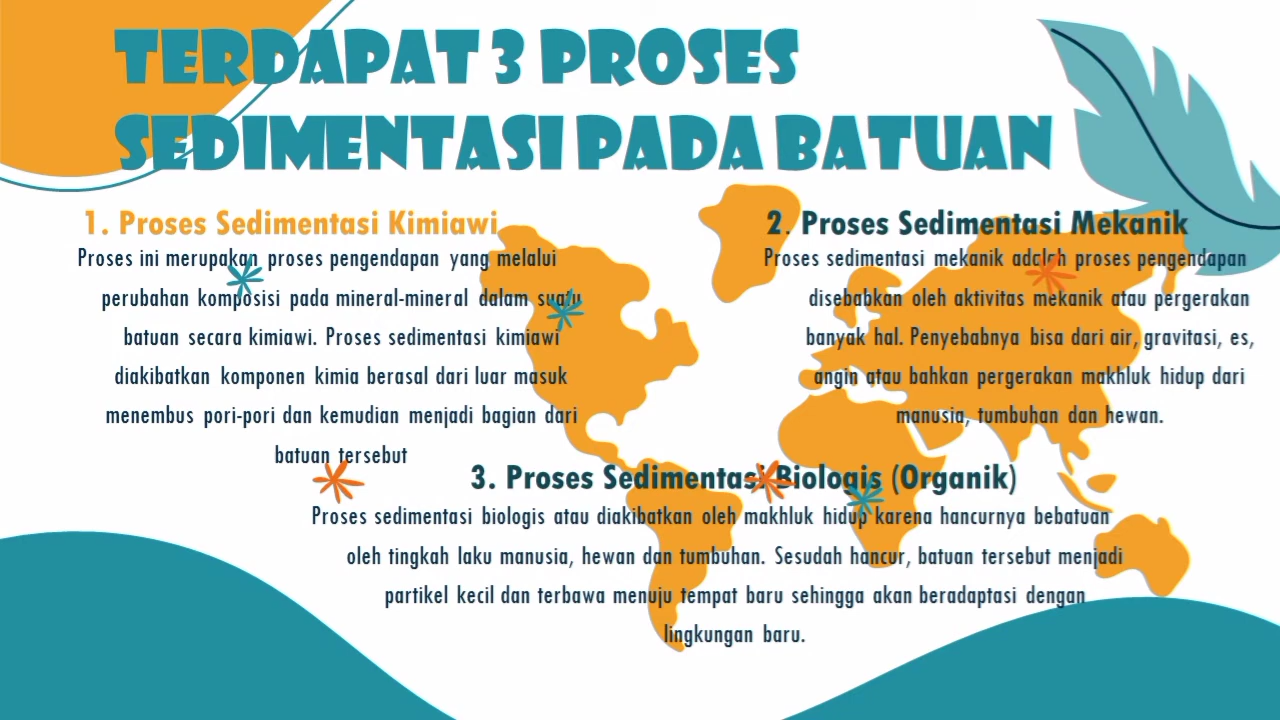 TERDAPAT 3 PROSES
SEDIMENTASI PADA BATUAN
1. Proses Sedimentasi Kimiawi
Proses ini merupakan proses pengendapan yang melalui
perubahan komposisi pada mineral-mineral dalam suatu
batuan secara kimiawi. Proses sedimentasi kimiawi
diakibatkan komponen kimia berasal dari luar masuk
menembus pori-pori dan kemudian menjadi bagian dari
batuan tersebut
2. Proses Sedimentasi Mekanik
Proses sedimentasi mekanik adalah proses pengendapan
disebabkan oleh aktivitas mekanik atau pergerakan
banyak hal. Penyebabnya bisa dari air, gravitasi, es,
angin atau bahkan pergerakan makhluk hidup dari
manusia, tumbuhan dan hewan.
3. Proses Sedimentasi Biologis (Organik)
Proses sedimentasi biologis atau diakibatkan oleh makhluk hidup karena hancurnya bebatuan
oleh tingkah laku manusia, hewan dan tumbuhan. Sesudah hancur, batuan tersebut menjadi
partikel kecil dan terbawa menuju tempat baru sehingga akan beradaptasi dengan
lingkungan baru.